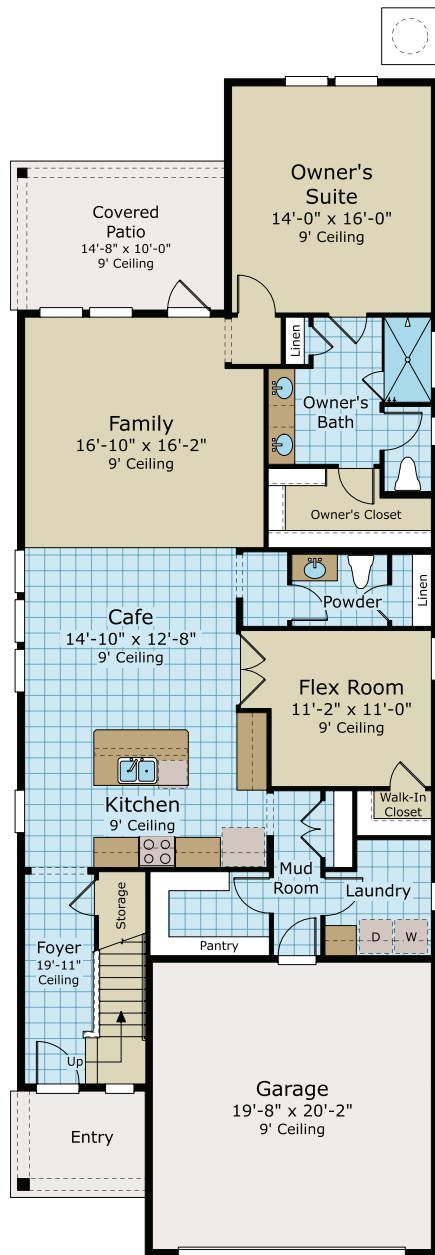 Owner's
Suite
14'-0" x 16'-0"
9' Ceiling
Covered
Patio
14'-8" x 10'-0"
9' Ceiling
Linen
Family
16'-10" x 16'-2"
9' Ceiling
Owner's
Bath
Owner's Closet
Cafe
14'-10" x 12'-8"
9' Ceiling
Powder
Linen
Flex Room
11'-2" x 11'-0"
9' Ceiling
Walk-In
Closet
Kitchen
9' Ceiling
Mud
Room
Laundry
Storage
Pantry
D
W
Foyer
19'-11"
Ceiling
Up
Garage
19'-8" x 20'-2"
9' Ceiling
Entry